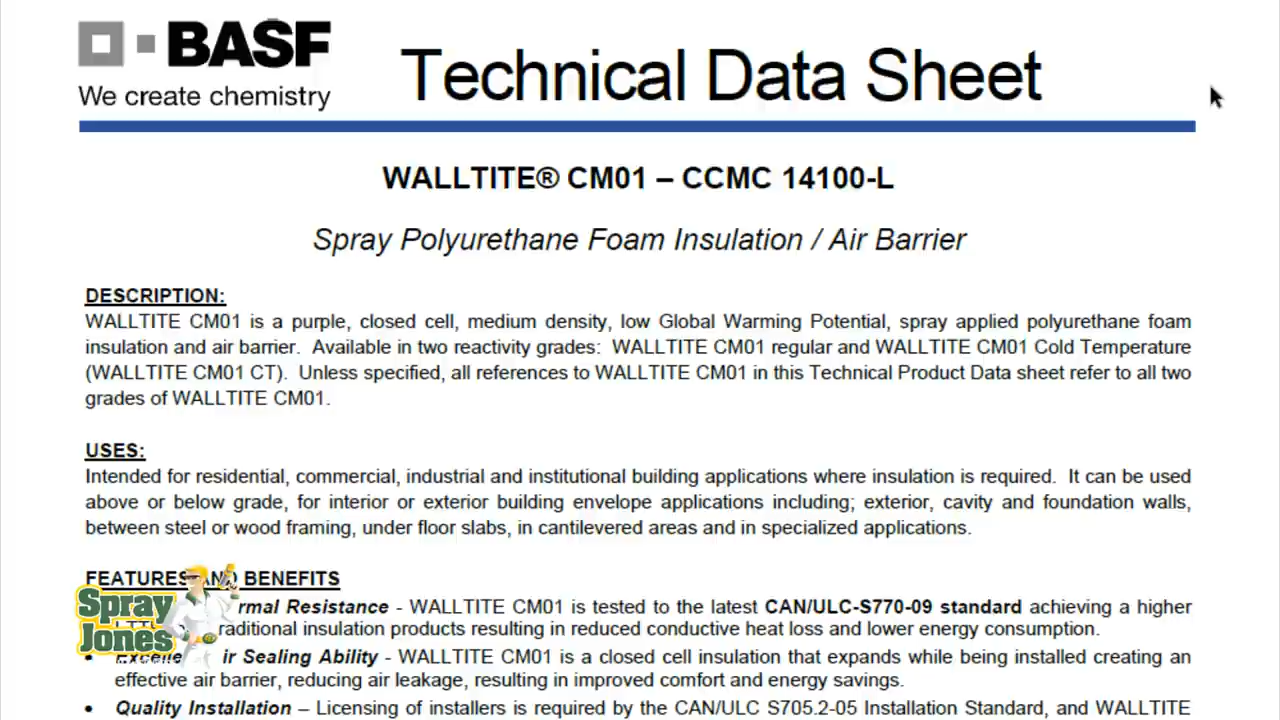 BASF
We create chemistry
Technical Data Sheet
WALLTITE® CM01 – CCMC 14100-L
Spray Polyurethane Foam Insulation / Air Barrier
DESCRIPTION:
WALLTITE CM01 is a purple, closed cell, medium density, low Global Warming Potential, spray applied polyurethane foam
insulation and air barrier. Available in two reactivity grades: WALLTITE CM01 regular and WALLTITE CM01 Cold Temperature
(WALLTITE CM01 CT). Unless specified, all references to WALLTITE CM01 in this Technical Product Data sheet refer to all two
grades of WALLTITE CM01.
USES:
Intended for residential, commercial, industrial and institutional building applications where insulation is required. It can be used
above or below grade, for interior or exterior building envelope applications including; exterior, cavity and foundation walls,
between steel or wood framing, under floor slabs, in cantilevered areas and in specialized applications.
FEATURES AND BENEFITS
Resistance - WALLTITE CM01 is tested to the latest CAN/ULC-S770-09 standard achieving a higher
traditional insulation products resulting in reduced conductive heat loss and lower energy consumption.
• Excellent Air Sealing Ability - WALLTITE CM01 is a closed cell insulation that expands while being installed creating an
effective air barrier, reducing air leakage, resulting in improved comfort and energy savings.
• Quality Installation – Licensing of installers is required by the CAN/ULC S705.2-05 Installation Standard, and WALLTITE
Spray
Jones